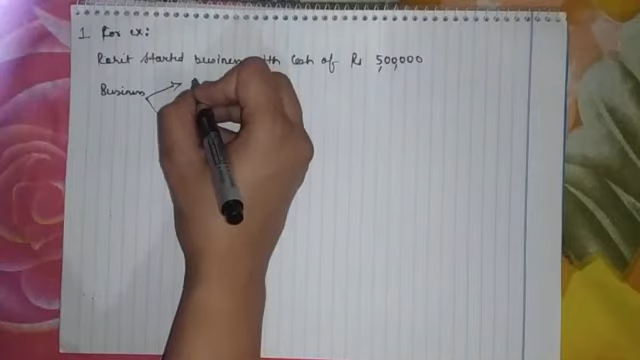 1 For ex:
Rohit started business with Cash of Rs 5,00,000
Business